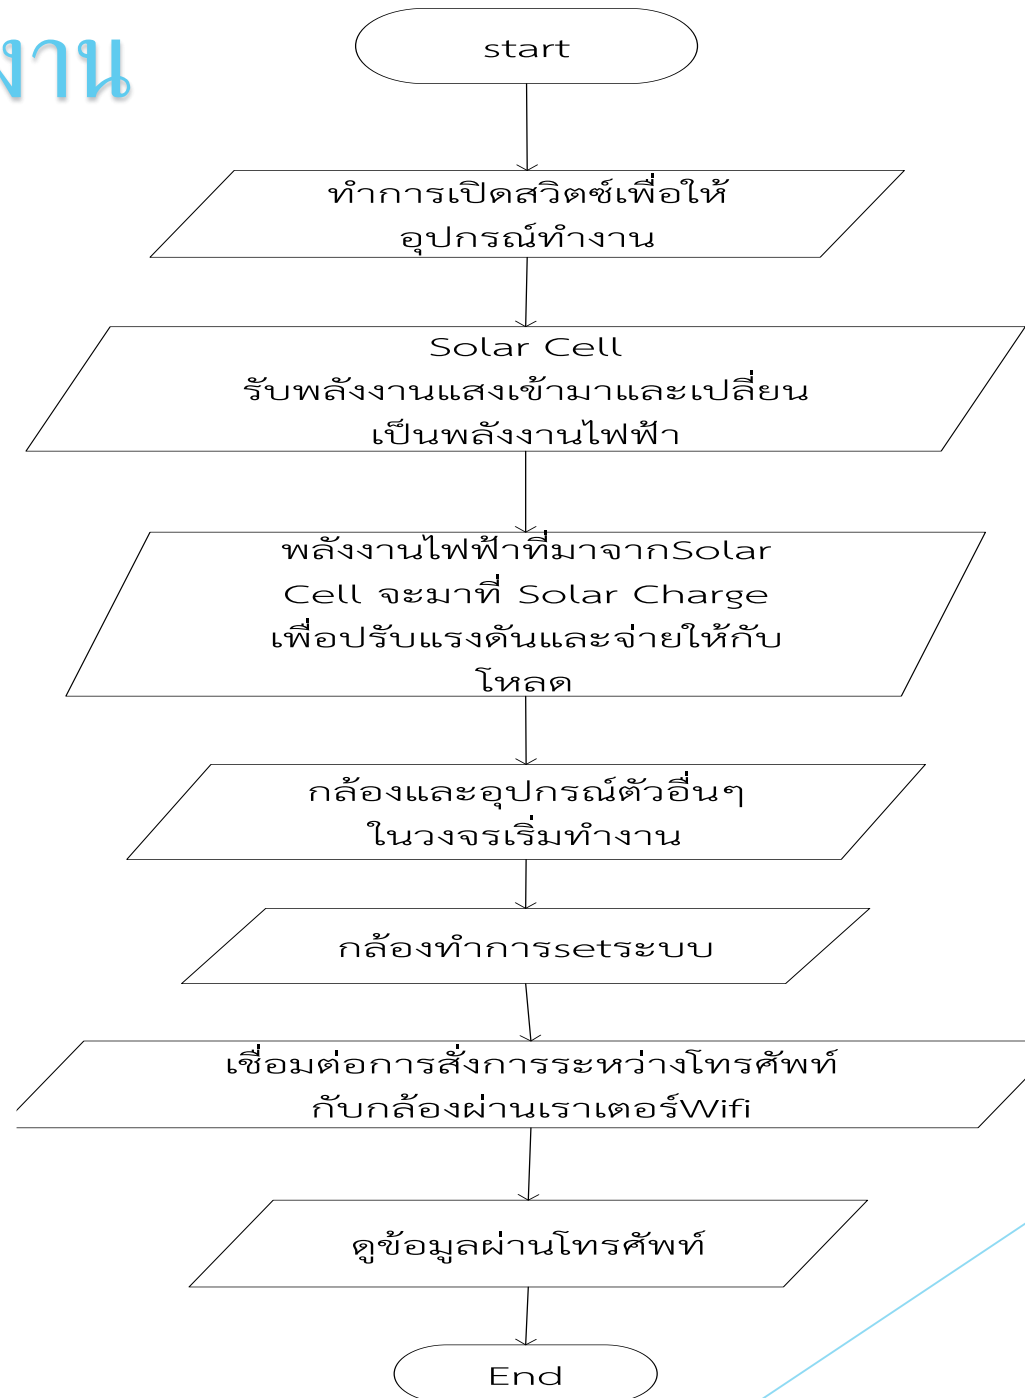 งาน
start
ทำการเปิดสวิตซ์เพื่อให้
อุปกรณ์ทำงาน
Solar Cell
รับพลังงานแสงเข้ามาและเปลี่ยน
เป็นพลังงานไฟฟ้า
พลังงานไฟฟ้าที่มาจากSolar
Cell จะมาที่ Solar Charge
เพื่อปรับแรงดันและจ่ายให้กับ
โหลด
กล้องและอุปกรณ์ตัวอื่นๆ
ในวงจรเริ่มทำงาน
กล้องทำการsetระบบ
เชื่อมต่อการสั่งการระหว่างโทรศัพท์
กับกล้องผ่านเราเตอร์Wifi
ดูข้อมูลผ่านโทรศัพท์
End